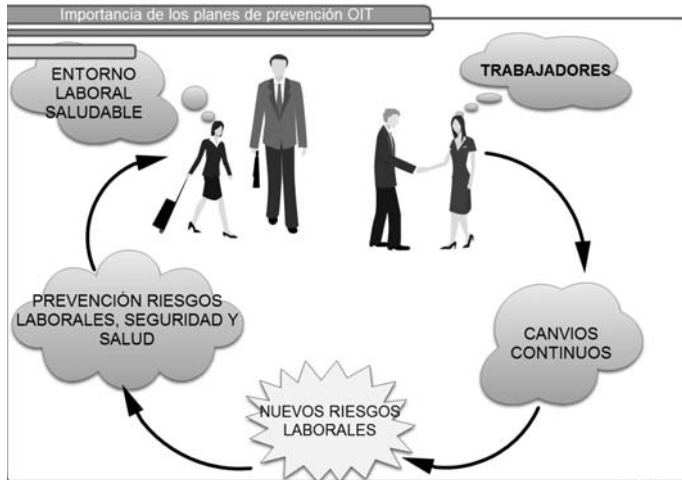 Importancia de los planes de prevención OIT
ENTORNO
LABORAL
SALUDABLE
TRABAJADORES
CANVIOS
CONTINUOS
NUEVOS RIESGOS
LABORALES
PREVENCIÓN RIESGOS
LABORALES, SEGURIDAD Y
SALUD